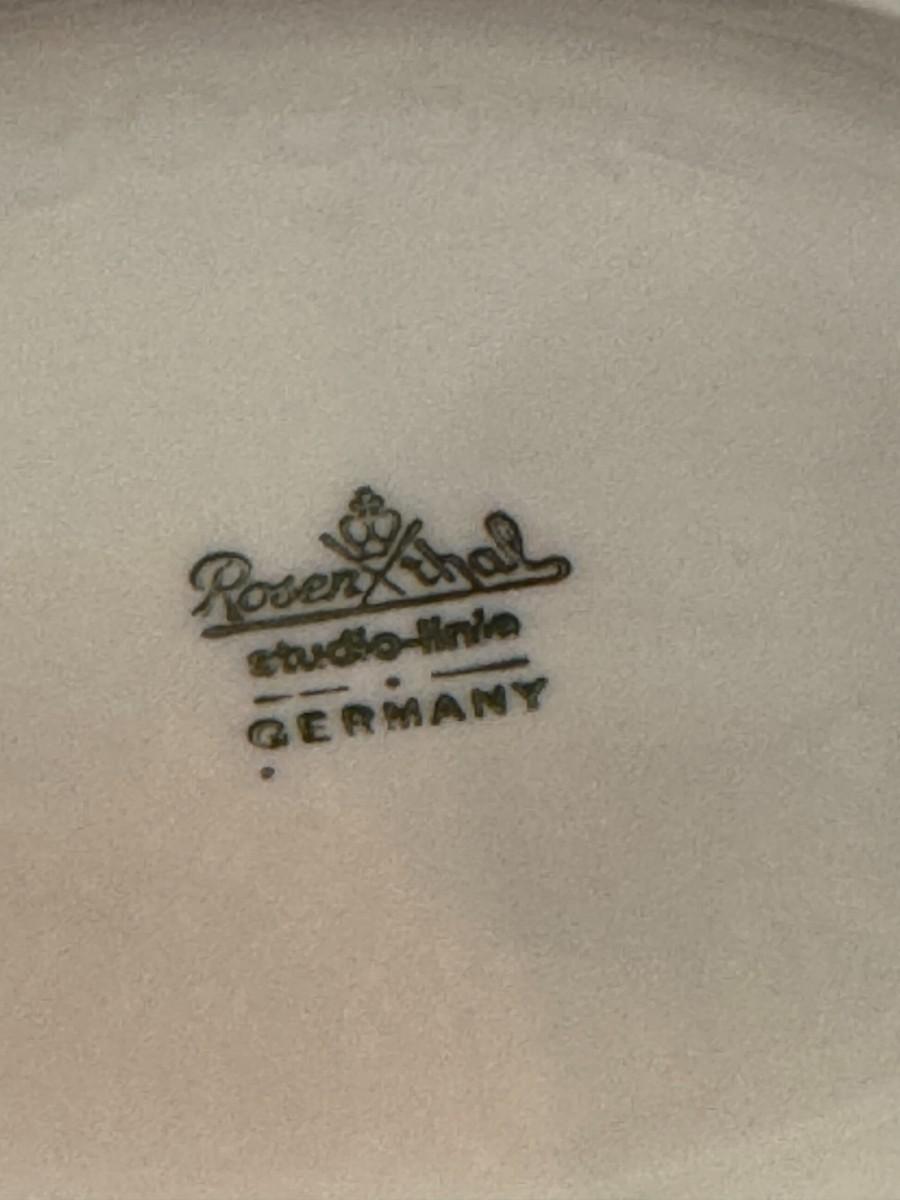 Rosenthal
studio-linie
GERMANY